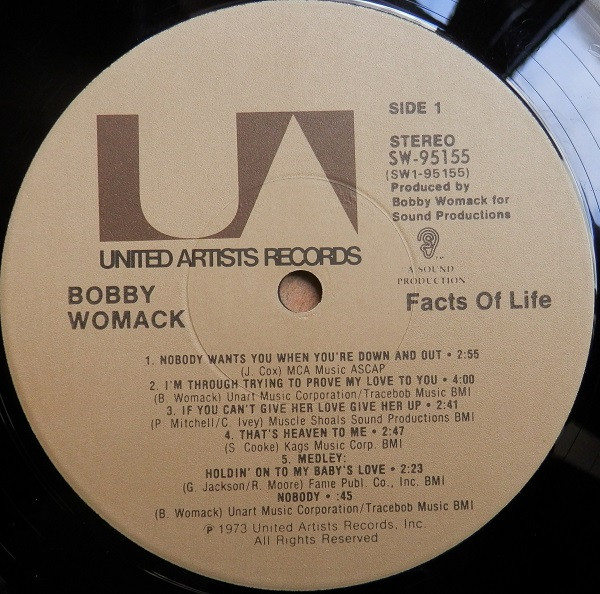 UA
SIDE 1
STEREO
SW-95155
(SW1-95155)
Produced by
Bobby Womack for
Sound Productions
UNITED ARTISTS RECORDS
A SOUND
PRODUCTION
BOBBY
WOMACK
Facts Of Life
1. NOBODY WANTS YOU WHEN YOU'RE DOWN AND OUT • 2:55
(J. Cox) MCA Music ASCAP
2. I'M THROUGH TRYING TO PROVE MY LOVE TO YOU • 4:00
(B. Womack) Unart Music Corporation/Tracebob Music BMI
3. IF YOU CAN'T GIVE HER LOVE GIVE HER UP • 2:41
(P. Mitchell/C. Ivey) Muscle Shoals Sound Productions BMI
4. THAT'S HEAVEN TO ME • 2:47
(S. Cooke) Kags Music Corp. BMI
5. MEDLEY:
HOLDIN' ON TO MY BABY'S LOVE • 2:23
(G. Jackson/R. Moore) Fame Publ. Co., Inc. BMI
NOBODY • :45
(B. Womack) Unart Music Corporation/Tracebob Music BMI
℗ 1973 United Artists Records, Inc.
All Rights Reserved